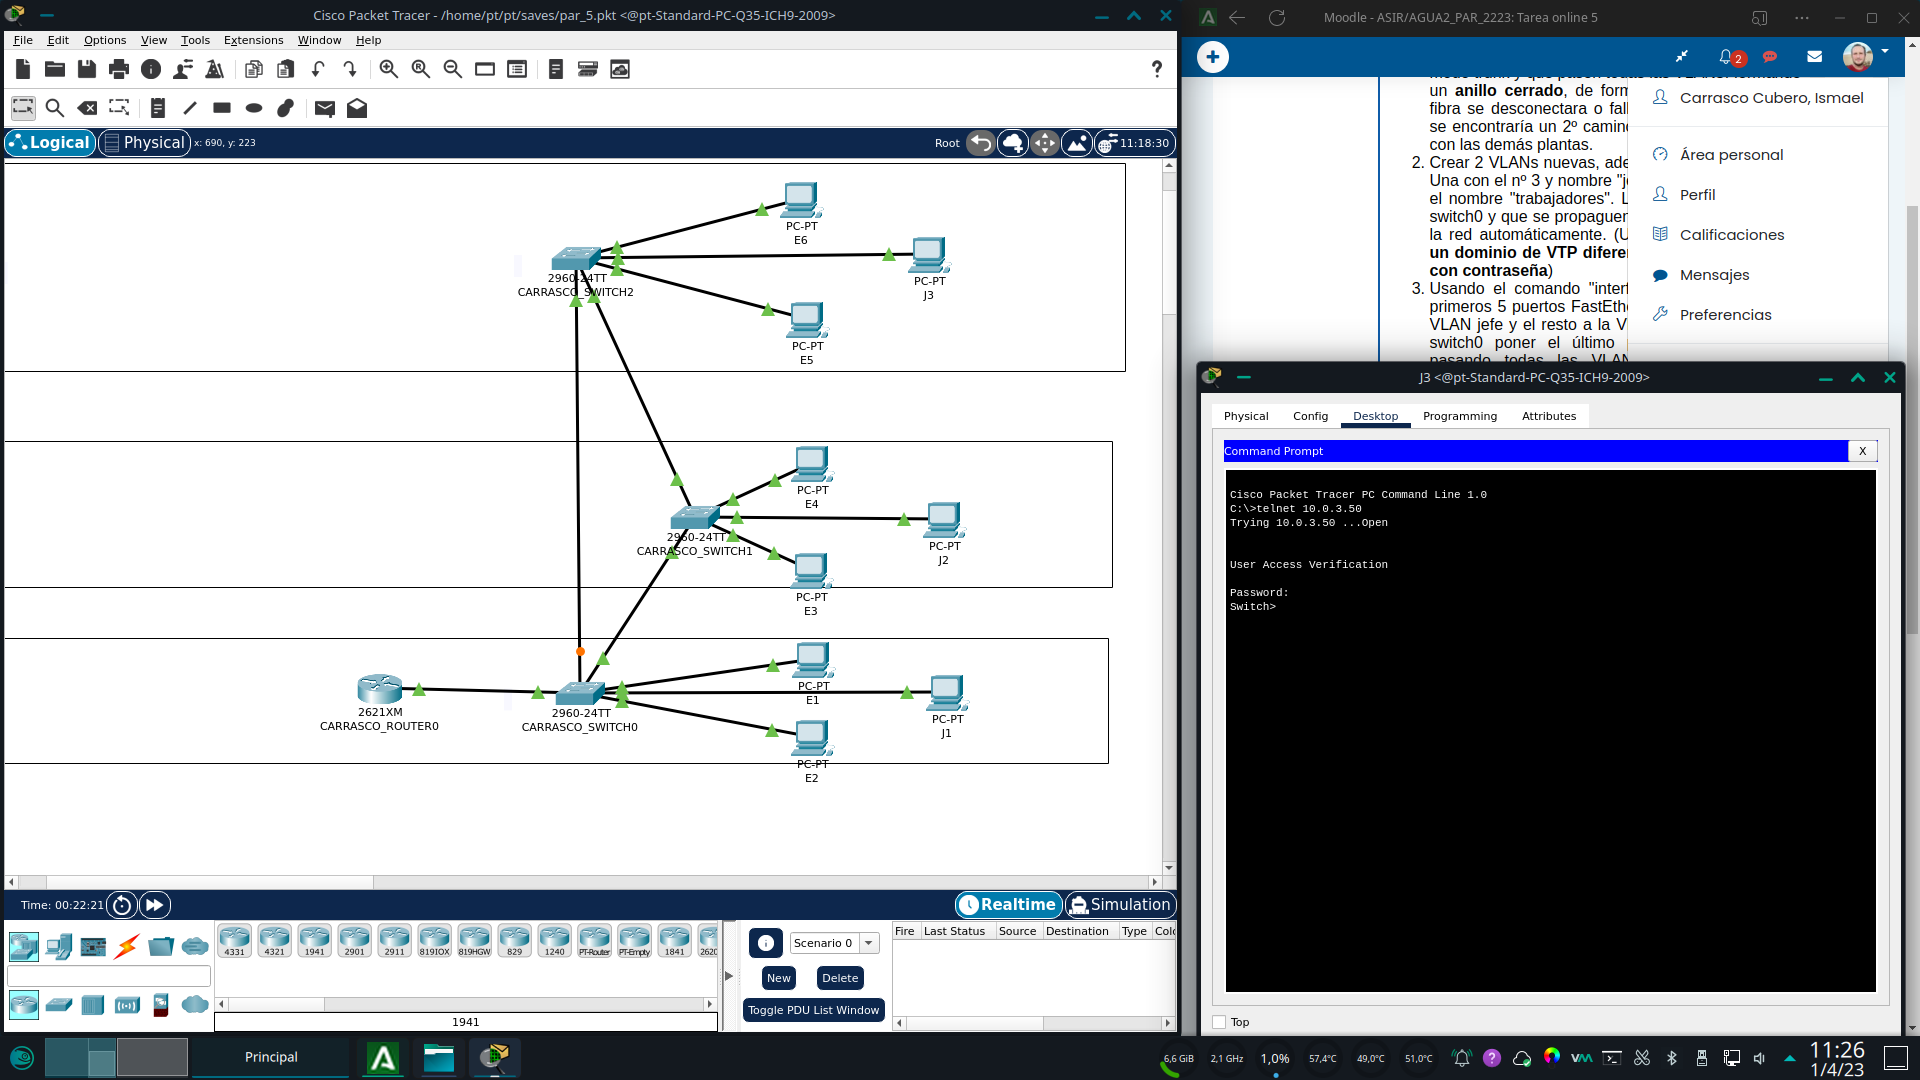 Cisco Packet Tracer - /home/pt/pt/saves/par_5.pkt <@pt-Standard-PC-Q35-ICH9-2009>
File Edit Options View Tools Extensions Window Help
?
Logical Physical x: 690, y: 223
Root 11:18:30
PC-PT
E6
2960-24TT
CARRASCO_SWITCH2
PC-PT
J3
PC-PT
E5
PC-PT
E4
2960-24TT
CARRASCO_SWITCH1
PC-PT
J2
PC-PT
E3
PC-PT
E1
2621XM
CARRASCO_ROUTER0
2960-24TT
CARRASCO_SWITCH0
PC-PT
J1
PC-PT
E2
Time: 00:22:21
Realtime Simulation
4331 4321 1941 2901 2911 819IOX 819HGW 829 1240 PT-Router PT-Empty 1841 2620
1941
Scenario 0
New Delete
Toggle PDU List Window
Fire Last Status Source Destination Type Colo
Moodle - ASIR/AGUA2_PAR_2223: Tarea online 5
2
un anillo cerrado, de form
fibra se desconectara o fall
se encontraría un 2º camino
con las demás plantas.
2. Crear 2 VLANs nuevas, ade
Una con el nº 3 y nombre "je
el nombre "trabajadores". L
switch0 y que se propaguen
la red automáticamente. (U
un dominio de VTP difere
con contraseña)
3. Usando el comando "interf
primeros 5 puertos FastEthe
VLAN jefe y el resto a la V
switch0 poner el último
pasando todas las VLAN
Carrasco Cubero, Ismael
Área personal
Perfil
Calificaciones
Mensajes
Preferencias
J3 <@pt-Standard-PC-Q35-ICH9-2009>
Physical Config Desktop Programming Attributes
Command Prompt X
Cisco Packet Tracer PC Command Line 1.0
C:\>telnet 10.0.3.50
Trying 10.0.3.50 ...Open
User Access Verification
Password:
Switch>
Top
Principal
6,6 GiB 2,1 GHz 1,0% 57,4°C 49,0°C 51,0°C
11:26
1/4/23